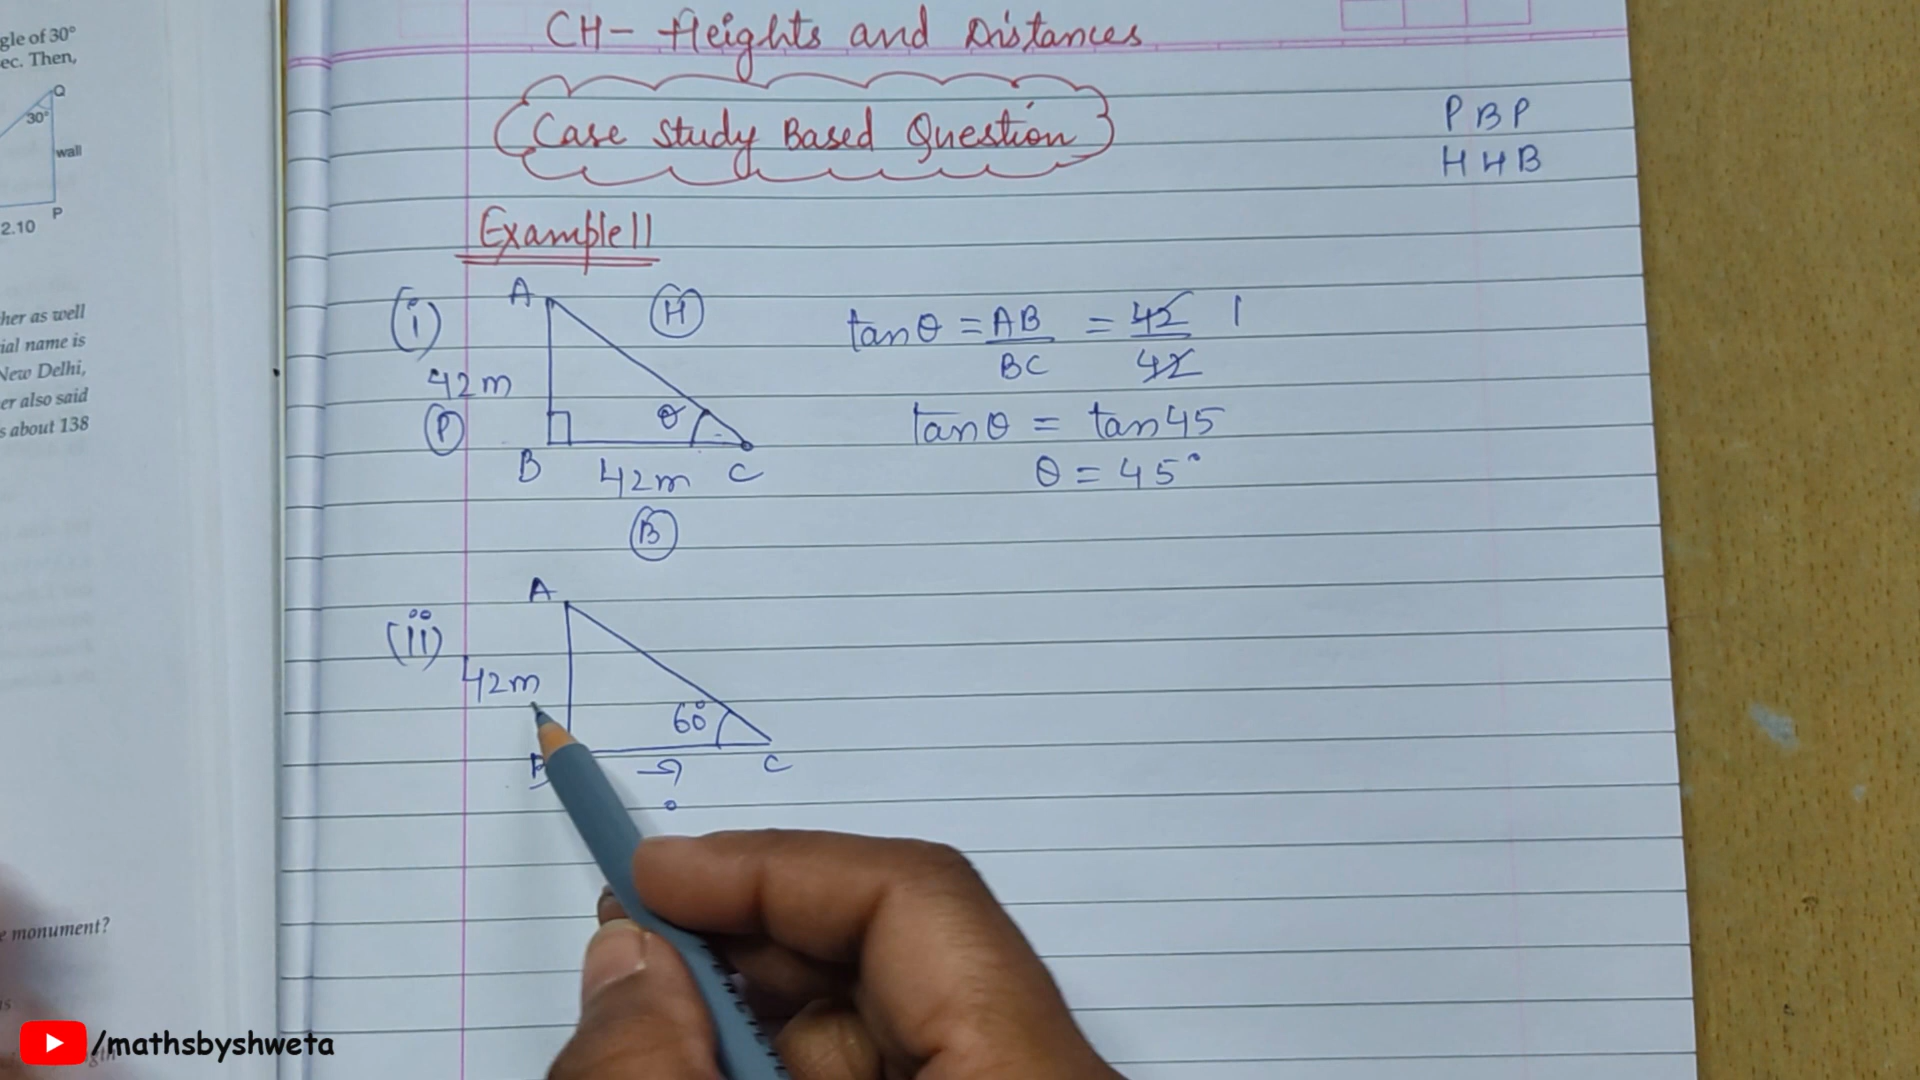 gle of 30°
ec. Then,
Q
30°
wall
P
2.10
her as well
ial name is
New Delhi,
er also said
s about 138
e monument?
CH- Heights and Distances
Case Study Based Question
P B P
H H B
Example 11
(i)
A
H
42m
P
θ
B
42m
C
B
tanθ = AB/BC = 42/42 1
tanθ = tan45
θ = 45°
(ii)
A
42m
60°
B
?
C
/mathsbyshweta